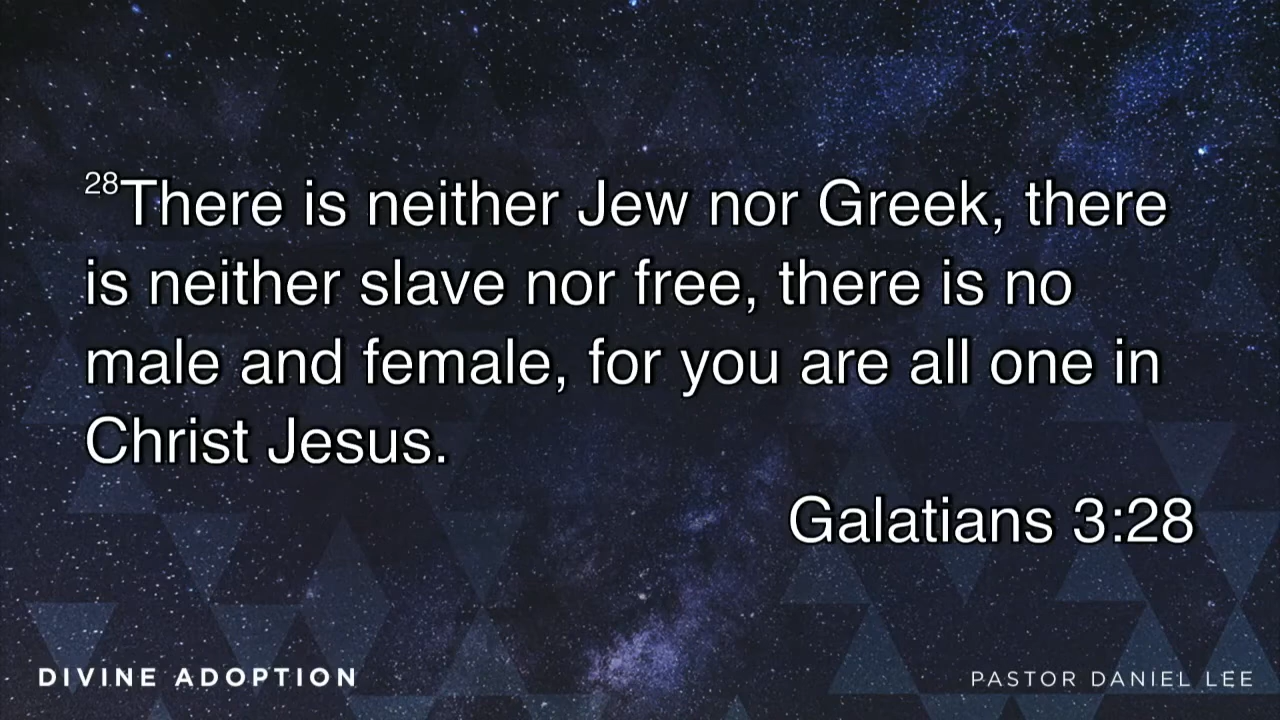 28There is neither Jew nor Greek, there
is neither slave nor free, there is no
male and female, for you are all one in
Christ Jesus.
Galatians 3:28
DIVINE ADOPTION
PASTOR DANIEL LEE